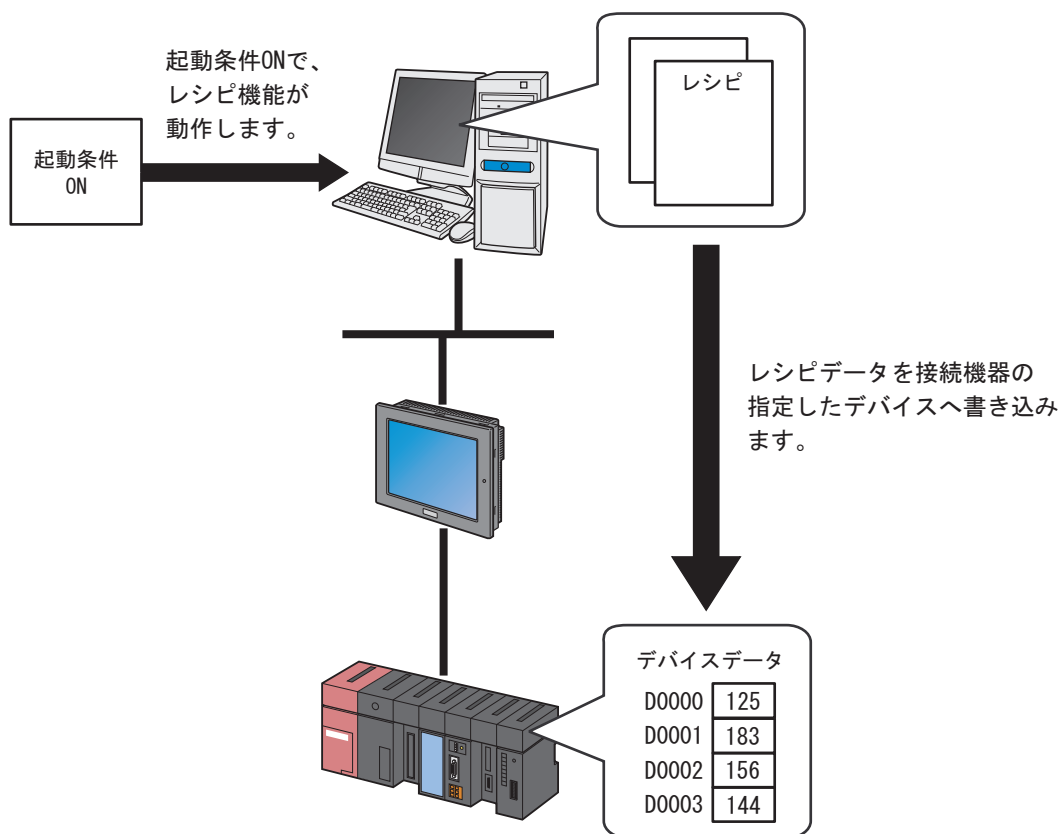 起動条件ONで、
レシピ機能が
動作します。
起動条件
ON
レシピ
レシピデータを接続機器の
指定したデバイスへ書き込み
ます。
デバイスデータ
D0000 125
D0001 183
D0002 156
D0003 144